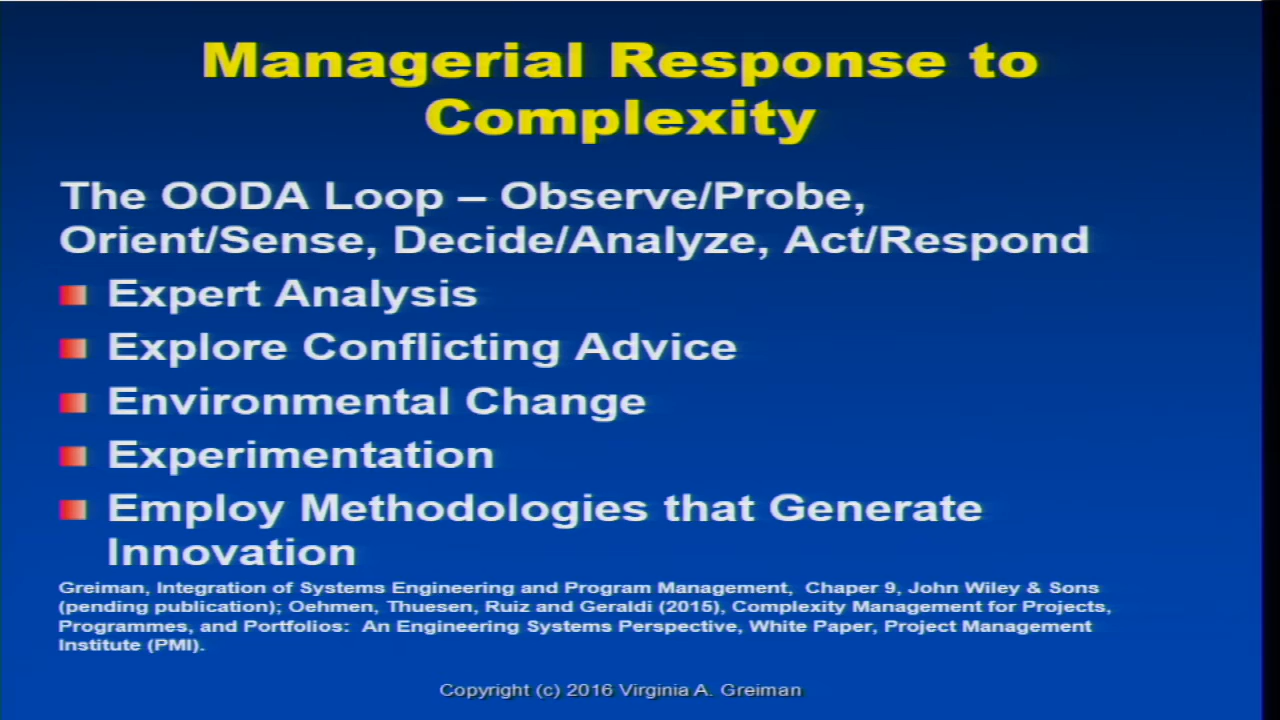 Managerial Response to
Complexity
The OODA Loop – Observe/Probe,
Orient/Sense, Decide/Analyze, Act/Respond
Expert Analysis
Explore Conflicting Advice
Environmental Change
Experimentation
Employ Methodologies that Generate
Innovation
Greiman, Integration of Systems Engineering and Program Management, Chaper 9, John Wiley & Sons
(pending publication); Oehmen, Thuesen, Ruiz and Geraldi (2015), Complexity Management for Projects,
Programmes, and Portfolios: An Engineering Systems Perspective, White Paper, Project Management
Institute (PMI).
Copyright (c) 2016 Virginia A. Greiman